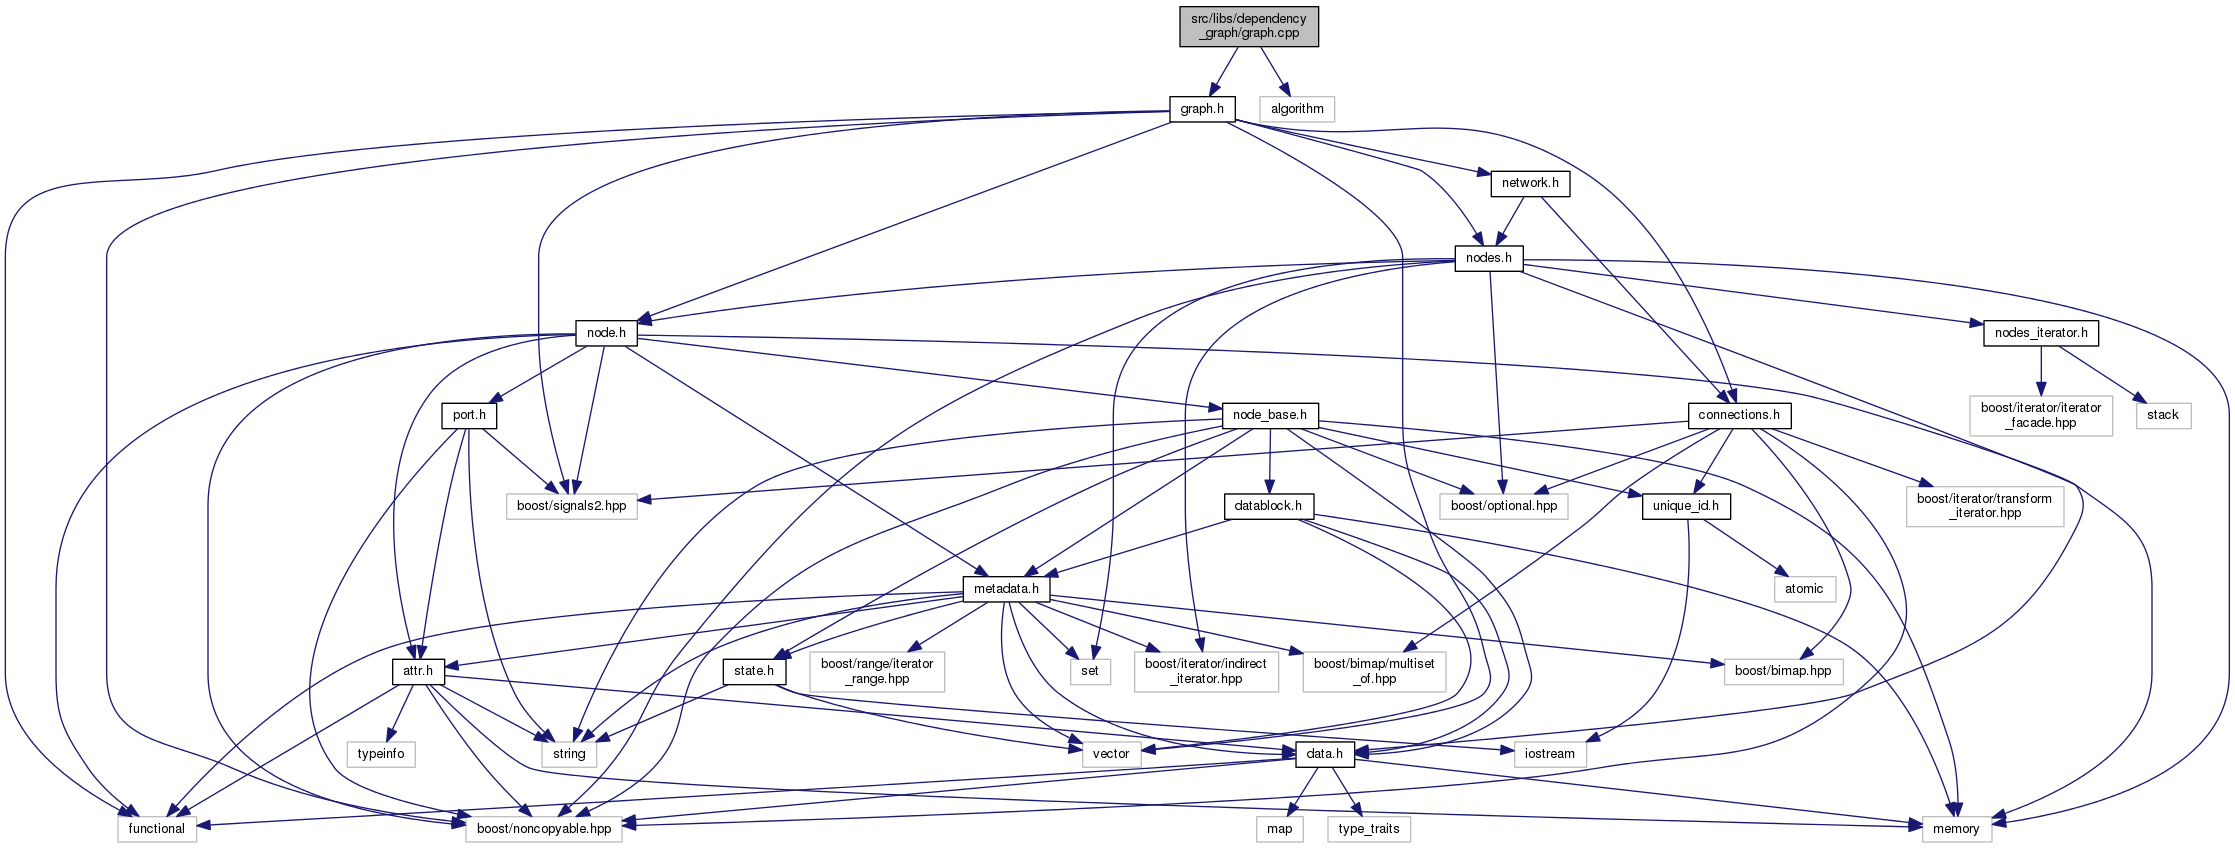 src/libs/dependency
_graph/graph.cpp
graph.h
algorithm
network.h
nodes.h
node.h
nodes_iterator.h
port.h
node_base.h
connections.h
boost/iterator/iterator
_facade.hpp
stack
boost/signals2.hpp
datablock.h
boost/optional.hpp
unique_id.h
boost/iterator/transform
_iterator.hpp
metadata.h
atomic
attr.h
state.h
boost/range/iterator
_range.hpp
set
boost/iterator/indirect
_iterator.hpp
boost/bimap/multiset
_of.hpp
boost/bimap.hpp
typeinfo
string
vector
data.h
iostream
functional
boost/noncopyable.hpp
map
type_traits
memory